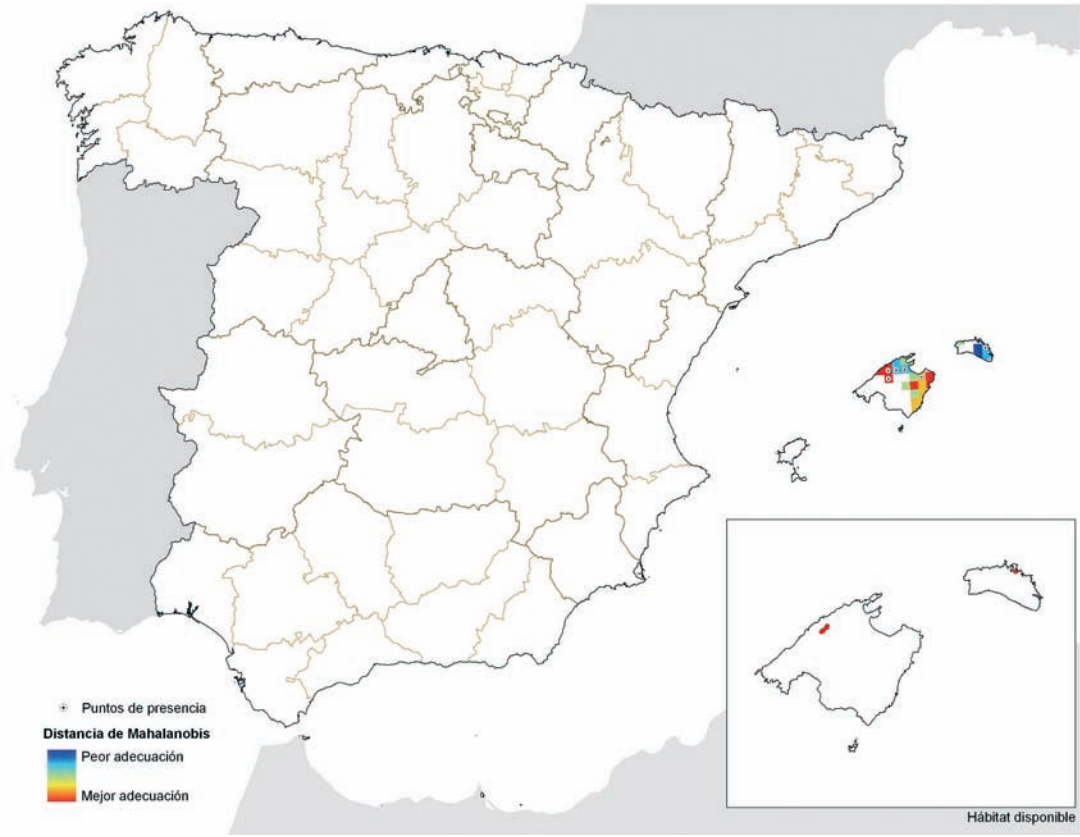 Puntos de presencia
Distancia de Mahalanobis
Peor adecuación
Mejor adecuación
Hábitat disponible